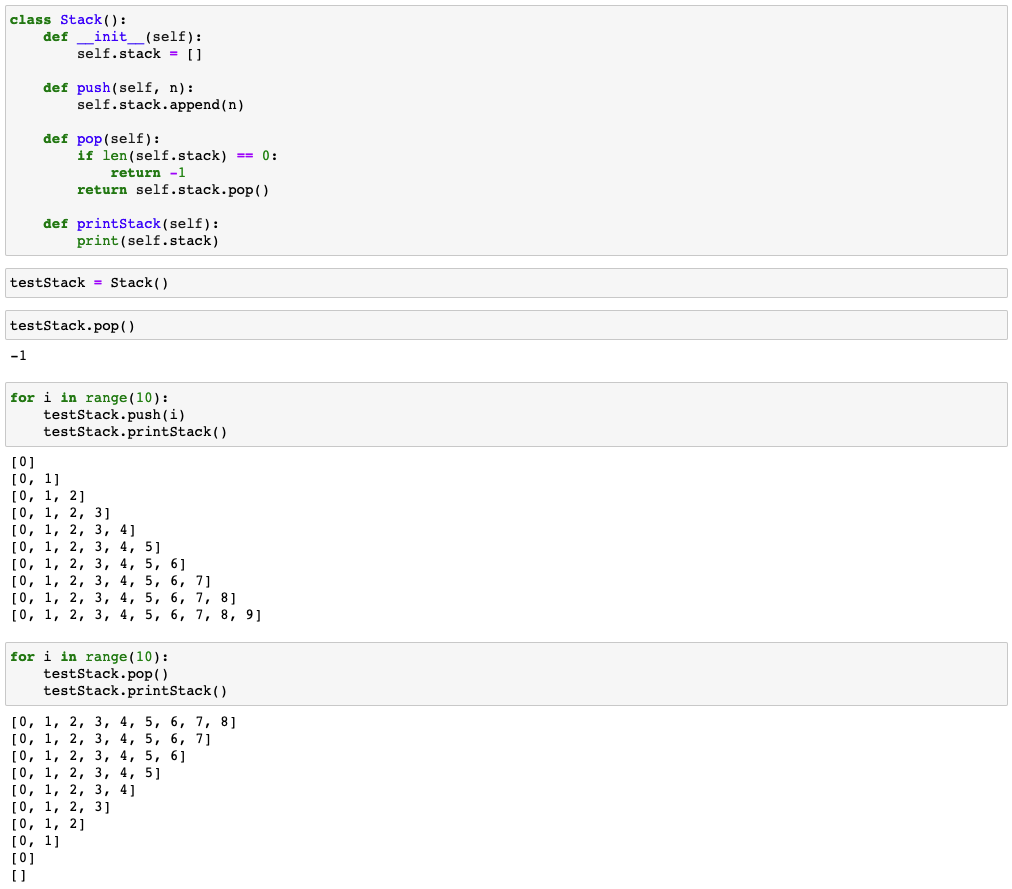 class Stack():
    def __init__(self):
        self.stack = []
    def push(self, n):
        self.stack.append(n)
    def pop(self):
        if len(self.stack) == 0:
            return -1
        return self.stack.pop()
    def printStack(self):
        print(self.stack)
testStack = Stack()
testStack.pop()
-1
for i in range(10):
    testStack.push(i)
    testStack.printStack()
[0]
[0, 1]
[0, 1, 2]
[0, 1, 2, 3]
[0, 1, 2, 3, 4]
[0, 1, 2, 3, 4, 5]
[0, 1, 2, 3, 4, 5, 6]
[0, 1, 2, 3, 4, 5, 6, 7]
[0, 1, 2, 3, 4, 5, 6, 7, 8]
[0, 1, 2, 3, 4, 5, 6, 7, 8, 9]
for i in range(10):
    testStack.pop()
    testStack.printStack()
[0, 1, 2, 3, 4, 5, 6, 7, 8]
[0, 1, 2, 3, 4, 5, 6, 7]
[0, 1, 2, 3, 4, 5, 6]
[0, 1, 2, 3, 4, 5]
[0, 1, 2, 3, 4]
[0, 1, 2, 3]
[0, 1, 2]
[0, 1]
[0]
[]